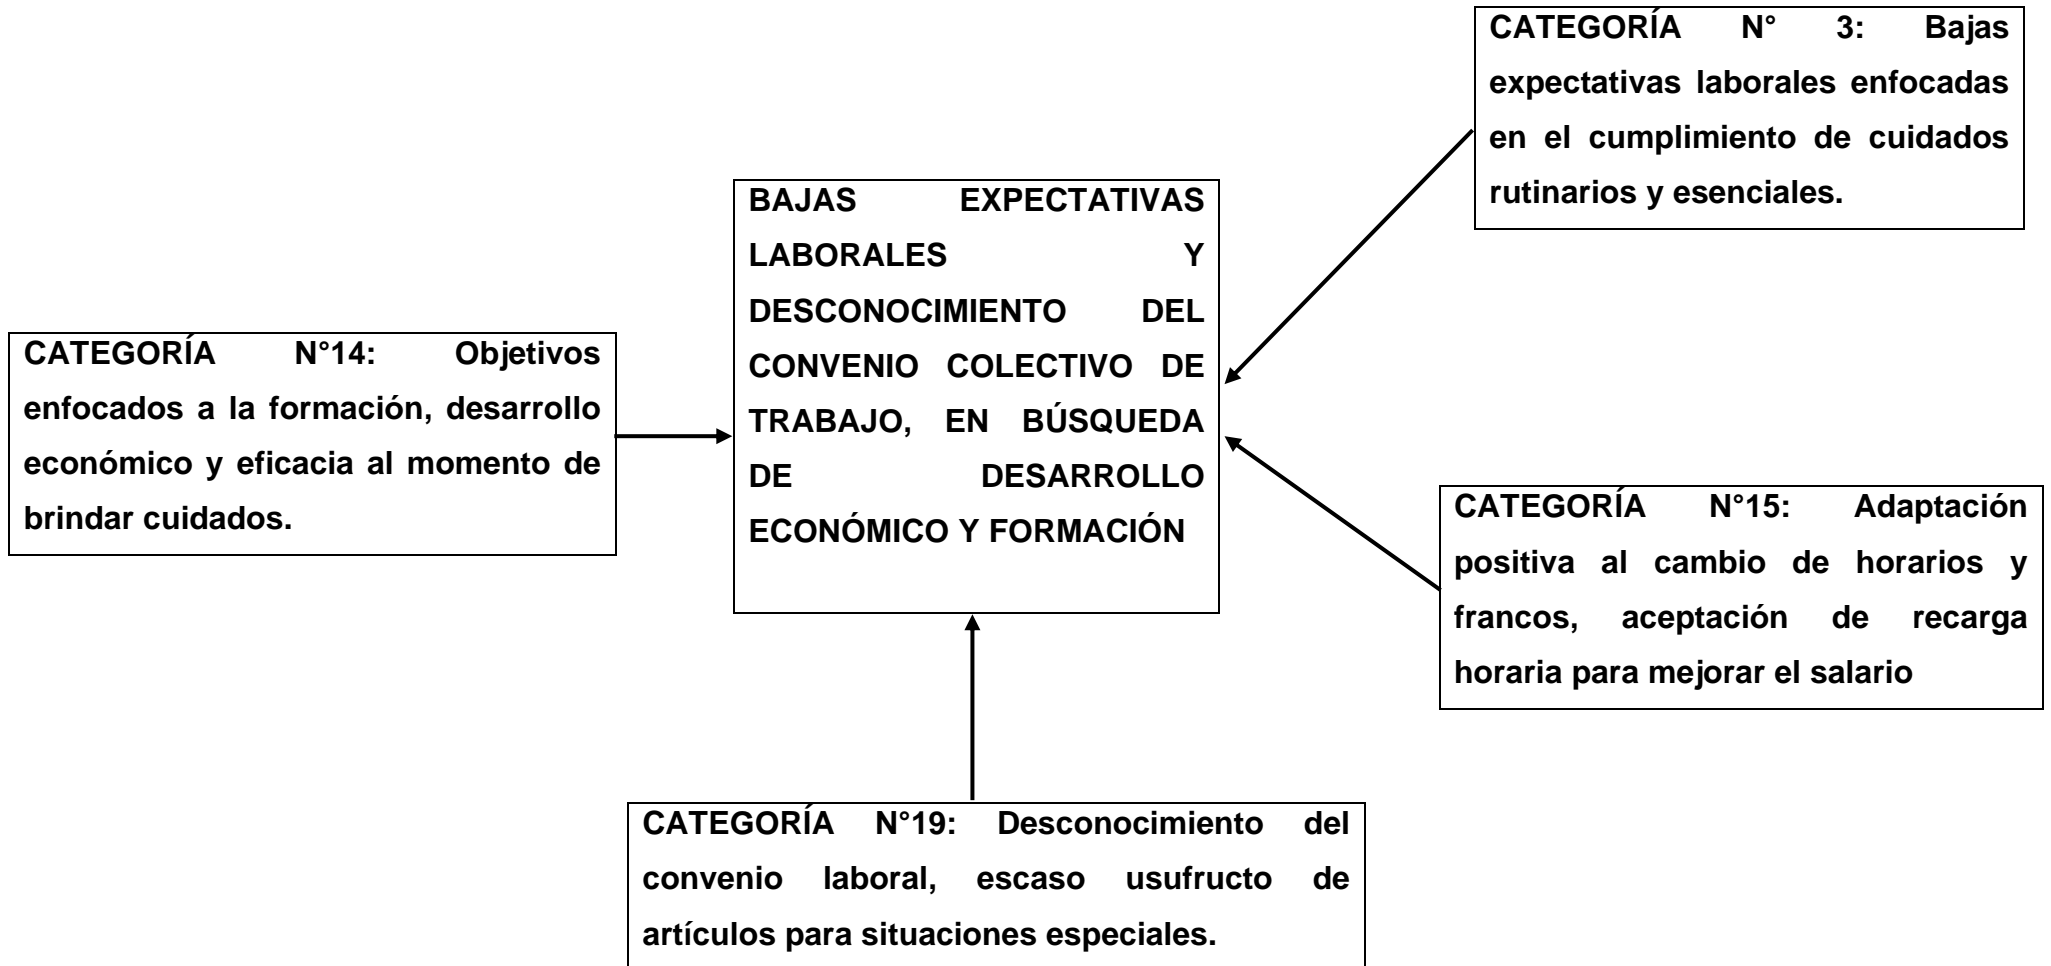 CATEGORÍA N° 3: Bajas
expectativas laborales enfocadas
en el cumplimiento de cuidados
rutinarios y esenciales.
BAJAS EXPECTATIVAS
LABORALES Y
DESCONOCIMIENTO DEL
CONVENIO COLECTIVO DE
TRABAJO, EN BÚSQUEDA
DE DESARROLLO
ECONÓMICO Y FORMACIÓN
CATEGORÍA N°14: Objetivos
enfocados a la formación, desarrollo
económico y eficacia al momento de
brindar cuidados.
CATEGORÍA N°15: Adaptación
positiva al cambio de horarios y
francos, aceptación de recarga
horaria para mejorar el salario
CATEGORÍA N°19: Desconocimiento del
convenio laboral, escaso usufructo de
artículos para situaciones especiales.